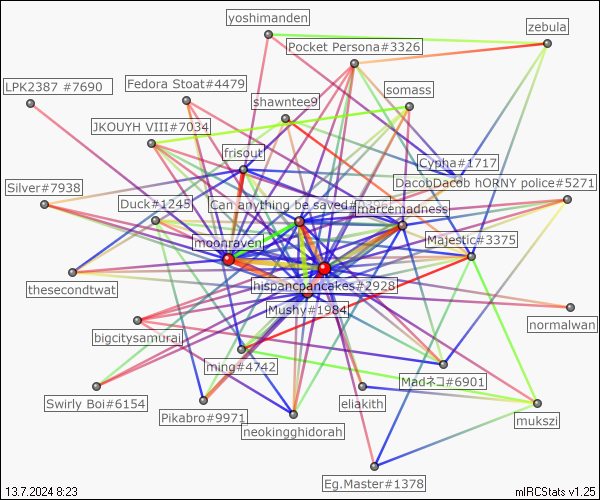 yoshimanden
zebula
Pocket Persona#3326
LPK2387 #7690
Fedora Stoat#4479
somass
shawntee9
JKOUYH VIII#7034
frisout
Cypha#1717
Silver#7938
DacobDacob hORNY police#5271
Duck#1245
Can anything be saved#
marcemadness
moonraven
Majestic#3375
thesecondtwat
hispancpancakes#2928
Mushy#1984
normalwan
bigcitysamurai
ming#4742
Madネコ#6901
Swirly Boi#6154
eliakith
Pikabro#9971
mukszi
neokingghidorah
Eg.Master#1378
13.7.2024 8:23
mIRCStats v1.25